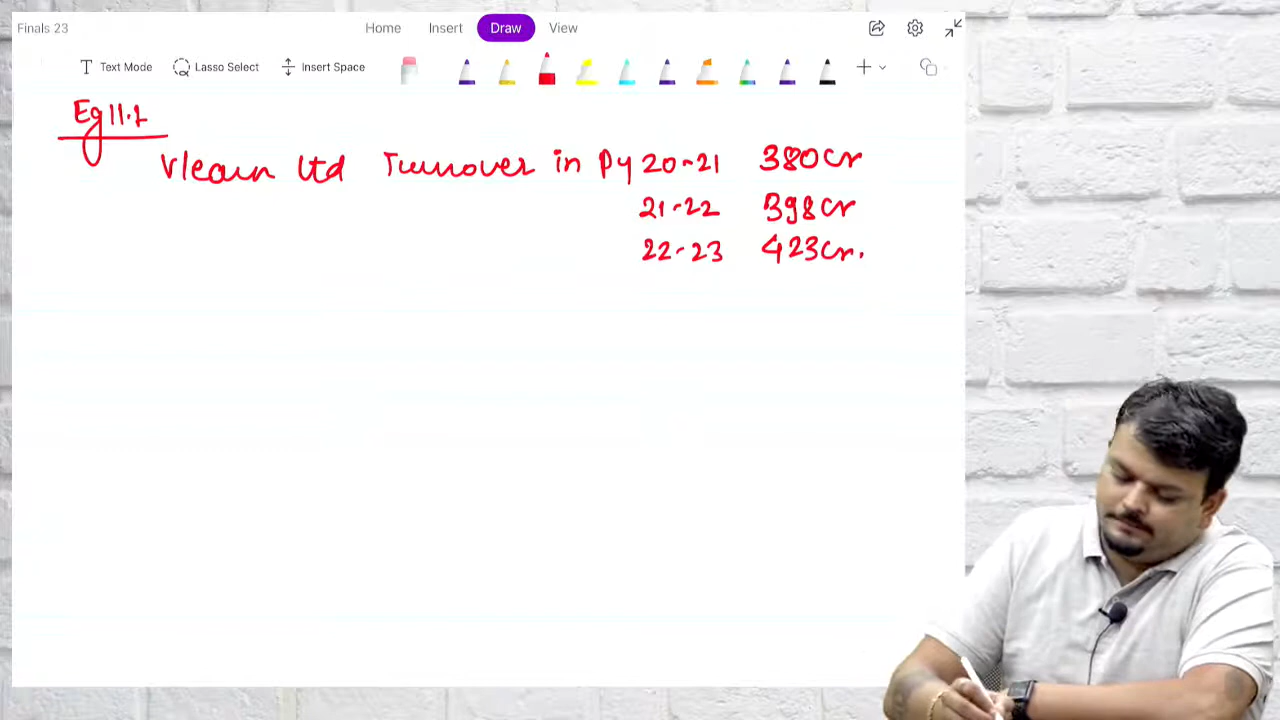 Finals 23
Home Insert Draw View
Text Mode Lasso Select Insert Space
Eg 11.1
Vlearn Ltd Turnover in Py 20-21 380Cr
21-22 398Cr
22-23 423Cr.